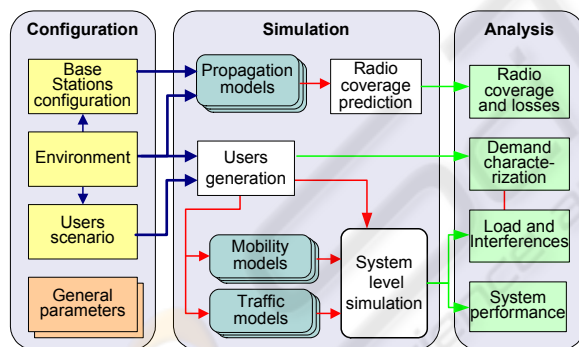 Configuration
Base
Stations
configuration
Environment
Users
scenario
General
parameters
Simulation
Propagation
models
Radio
coverage
prediction
Users
generation
Mobility
models
Traffic
models
System
level
simulation
Analysis
Radio
coverage
and losses
Demand
characte-
rization
Load and
Interferences
System
performance